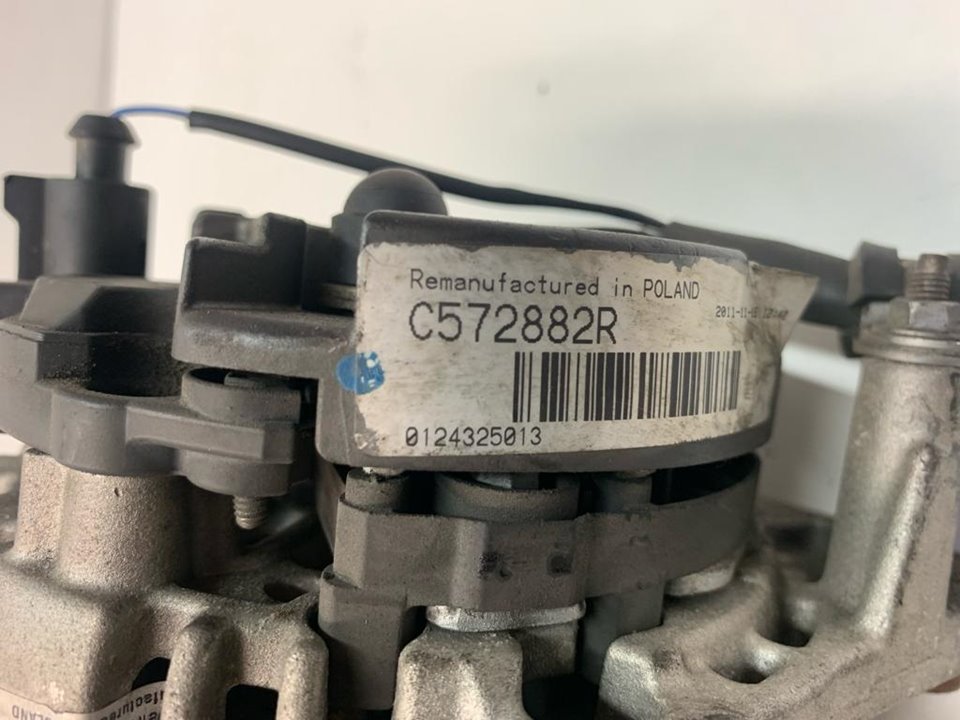 Remanufactured in POLAND
C572882R
0124325013